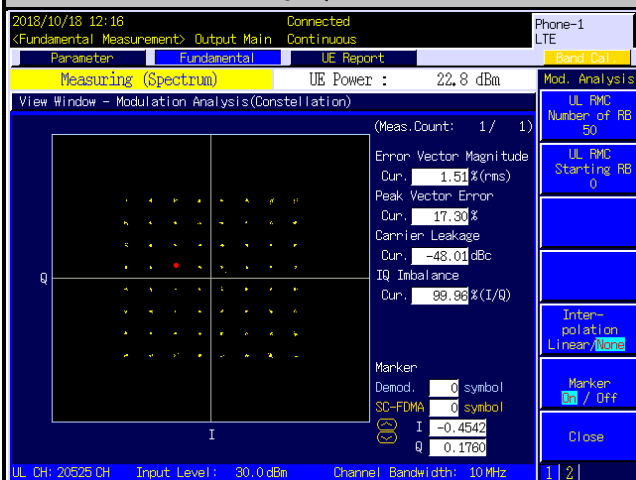 2018/10/18 12:16 Connected Phone-1
<Fundamental Measurement> Output Main Continuous LTE
Parameter Fundamental UE Report Band Cal.
Measuring (Spectrum) UE Power : 22.8 dBm Mod. Analysis
View Window - Modulation Analysis(Constellation)
(Meas.Count: 1/ 1)
Error Vector Magnitude
Cur. 1.51 %(rms)
Peak Vector Error
Cur. 17.30 %
Carrier Leakage
Cur. -48.01 dBc
IQ Imbalance
Cur. 99.96 %(I/Q)
Q
I
Marker
Demod. 0 symbol
SC-FDMA 0 symbol
I -0.4542
Q 0.1760
UL RMC
Number of RB
50
UL RMC
Starting RB
0
Inter-
polation
Linear/None
Marker
On / Off
Close
UL CH: 20525 CH Input Level: 30.0 dBm Channel Bandwidth: 10 MHz 1 2